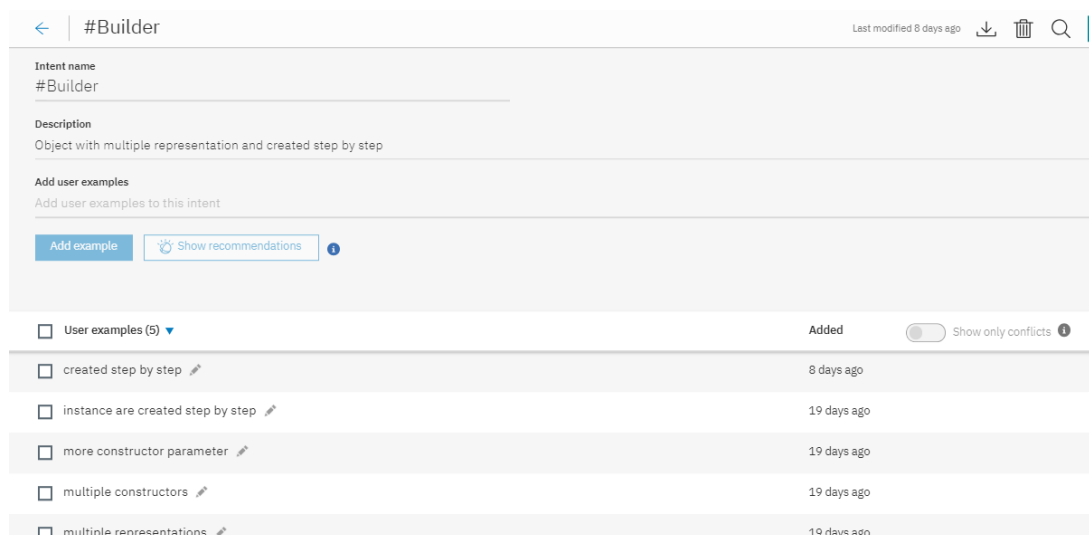 #Builder
Last modified 8 days ago
Intent name
#Builder
Description
Object with multiple representation and created step by step
Add user examples
Add user examples to this intent
Add example
Show recommendations
User examples (5)
Added
Show only conflicts
created step by step
8 days ago
instance are created step by step
19 days ago
more constructor parameter
19 days ago
multiple constructors
19 days ago
multiple representations
19 days ago